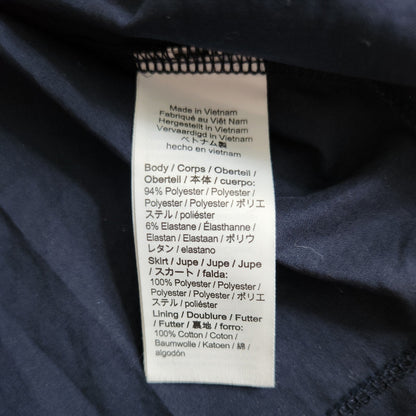 Made in Vietnam
Fabriqué au Viêt Nam
Hergestellt in Vietnam
Vervaardigd in Vietnam
ベトナム製
hecho en vietnam
Body / Corps / Oberteil /
Oberteil / 本体 / cuerpo:
94% Polyester / Polyester /
Polyester / Polyester / ポリエ
ステル / poliéster
6% Elastane / Élasthanne /
Elastan / Elastaan / ポリウ
レタン / elastano
Skirt / Jupe / Jupe / Jupe
/ スカート / falda:
100% Polyester / Polyester /
Polyester / Polyester / ポリエ
ステル / poliéster
Lining / Doublure / Futter
/ Futter / 裏地 / forro:
100% Cotton / Coton /
Baumwolle / Katoen / 綿 /
algodón